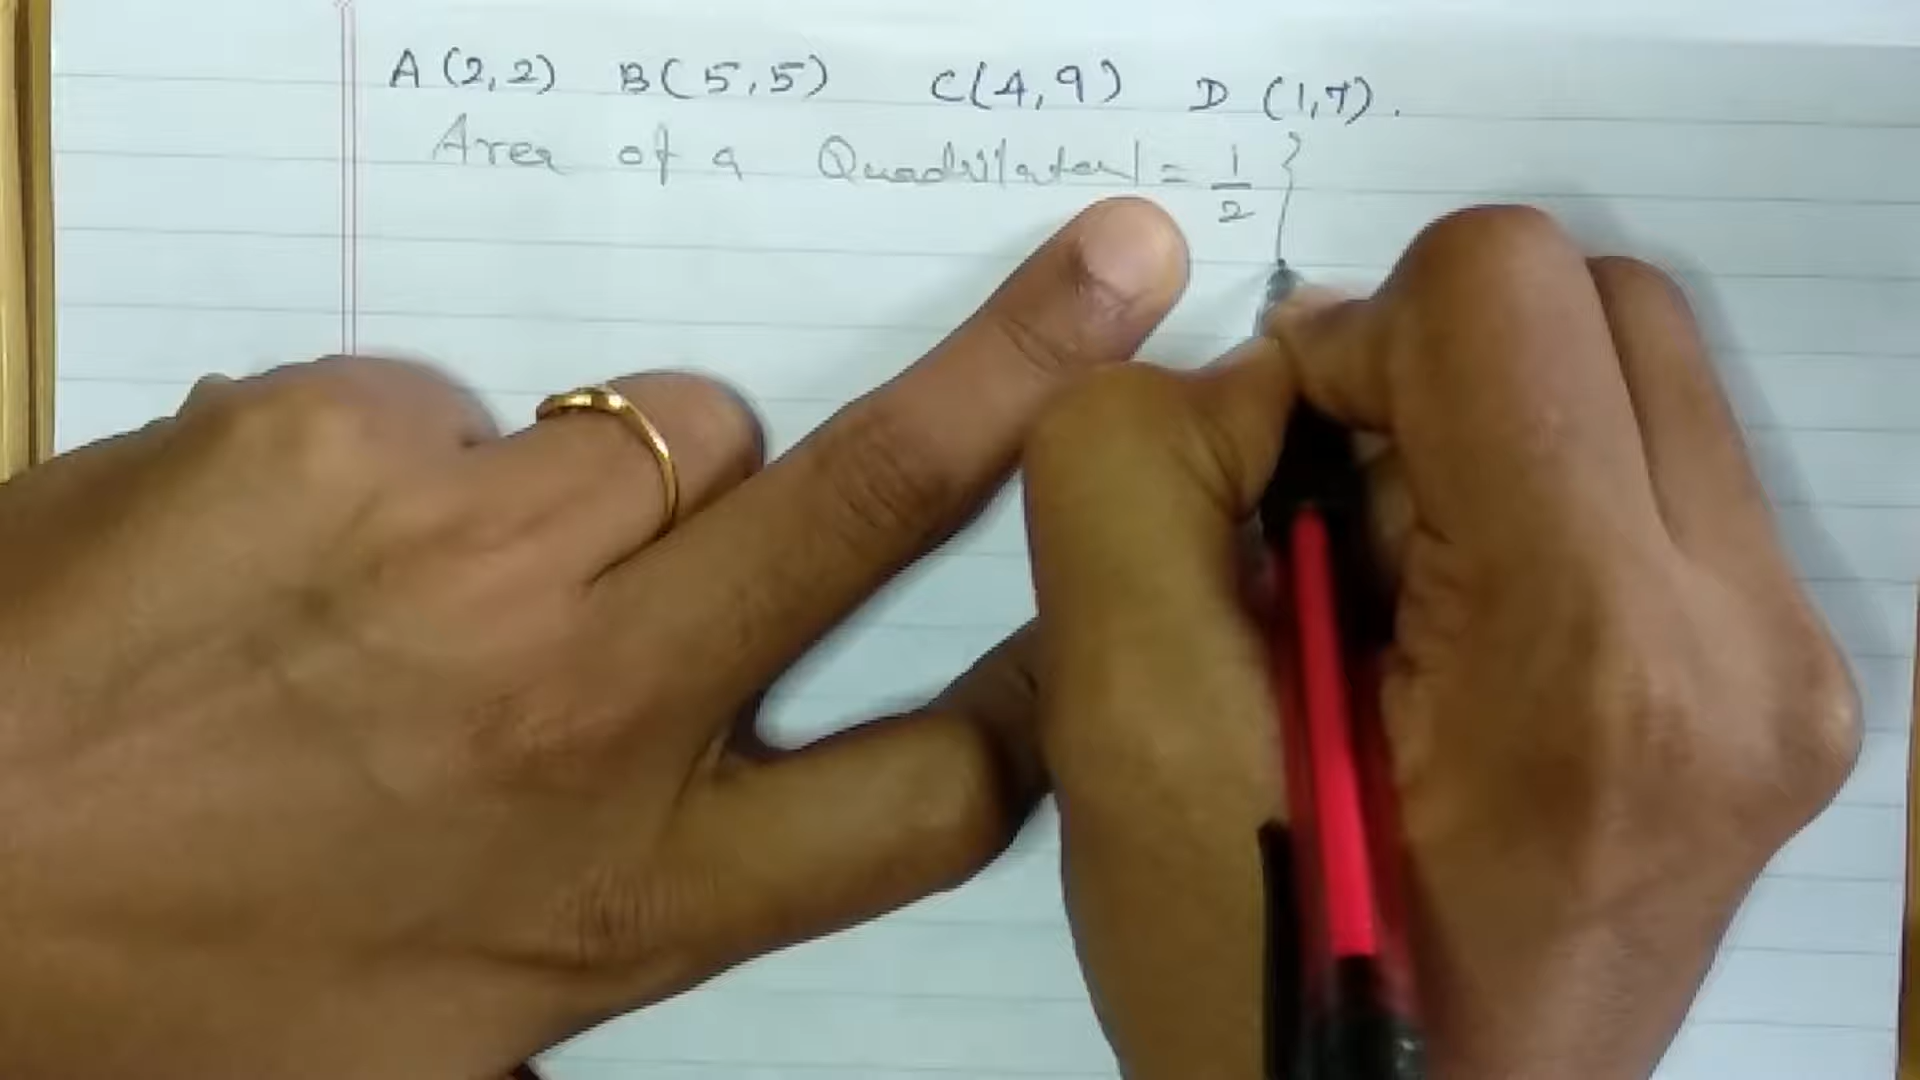 A (2,2) B (5,5) C(4,9) D (1,7).
Area of a Quadrilateral = 1/2 {